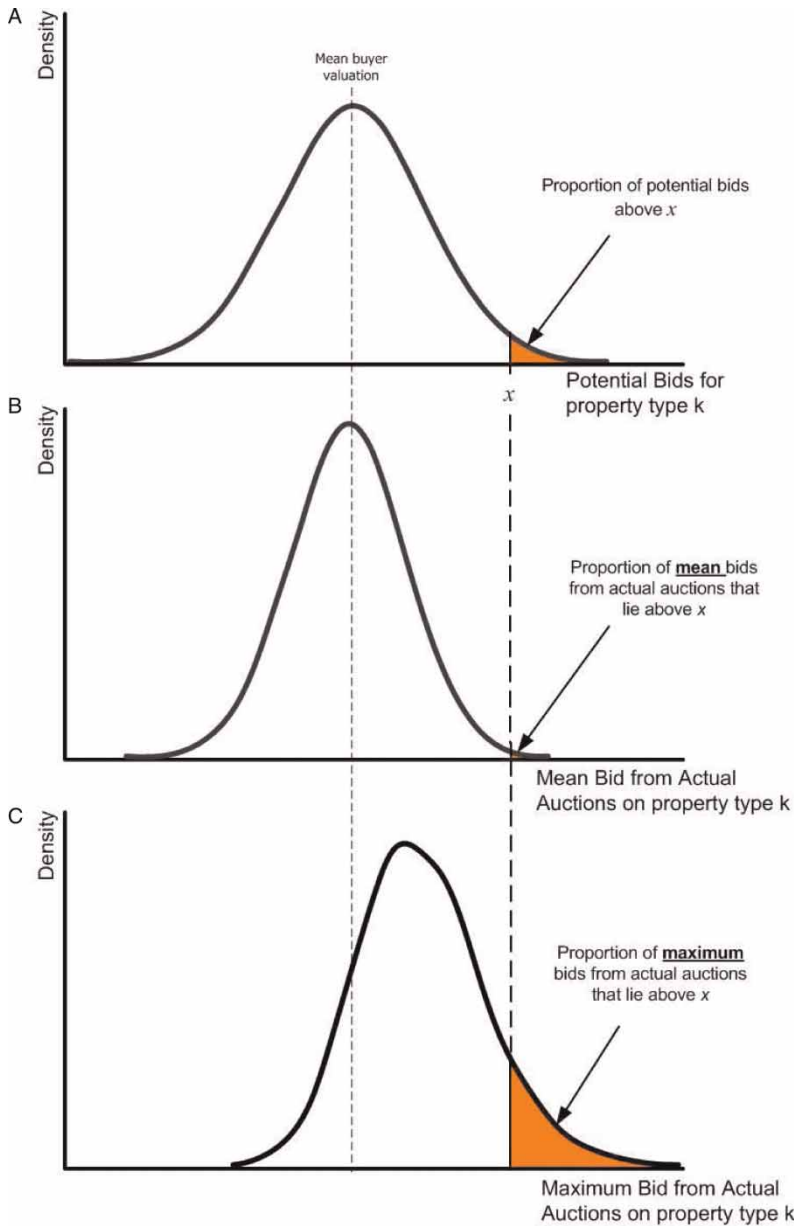 A
Density
Mean buyer
valuation
Proportion of potential bids
above x
Potential Bids for
property type k
x
B
Density
Proportion of mean bids
from actual auctions that
lie above x
Mean Bid from Actual
Auctions on property type k
C
Density
Proportion of maximum
bids from actual auctions
that lie above x
Maximum Bid from Actual
Auctions on property type k